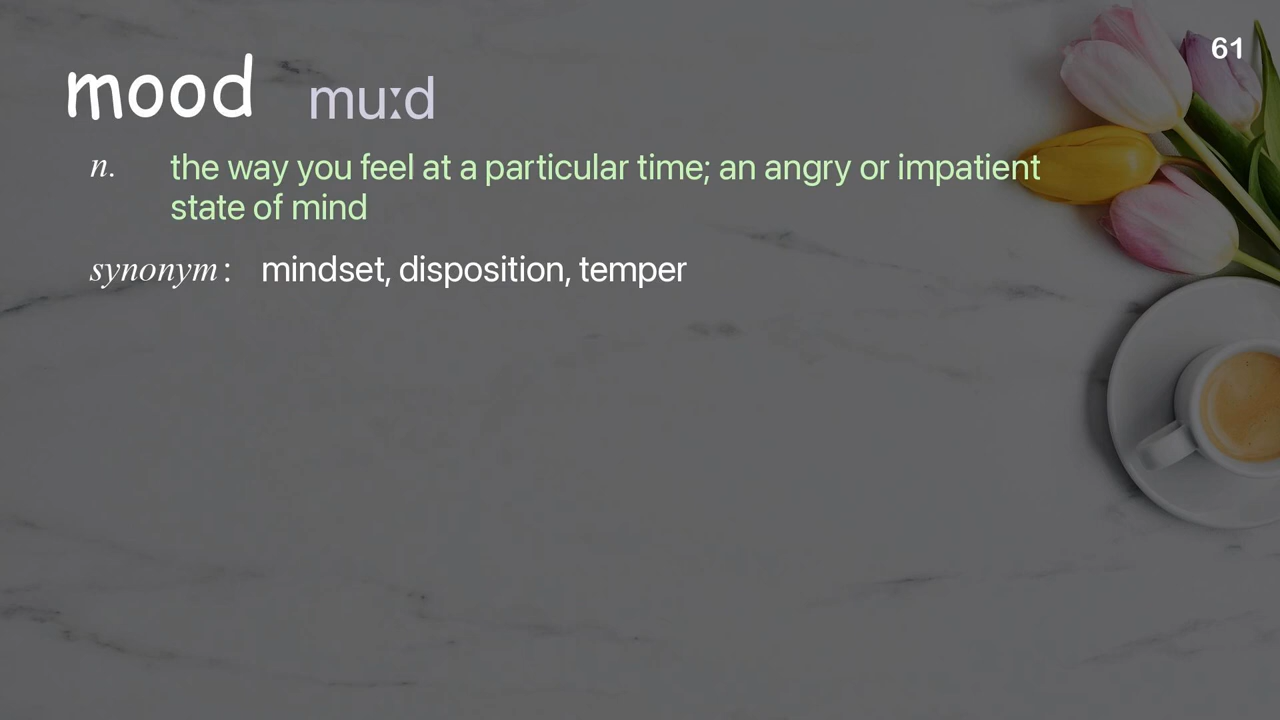 61
mood muːd
n. the way you feel at a particular time; an angry or impatient
state of mind
synonym: mindset, disposition, temper